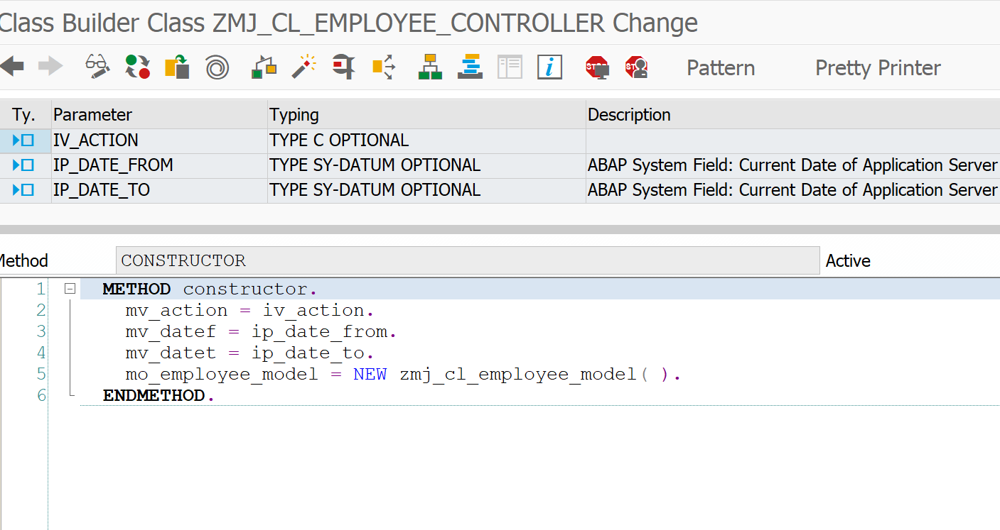 Class Builder Class ZMJ_CL_EMPLOYEE_CONTROLLER Change
STOP ST Pattern Pretty Printer
Ty. Parameter Typing Description
IV_ACTION TYPE C OPTIONAL
IP_DATE_FROM TYPE SY-DATUM OPTIONAL ABAP System Field: Current Date of Application Server
IP_DATE_TO TYPE SY-DATUM OPTIONAL ABAP System Field: Current Date of Application Server
Method CONSTRUCTOR Active
1 METHOD constructor.
2 mv_action = iv_action.
3 mv_datef = ip_date_from.
4 mv_datet = ip_date_to.
5 mo_employee_model = NEW zmj_cl_employee_model( ).
6 ENDMETHOD.